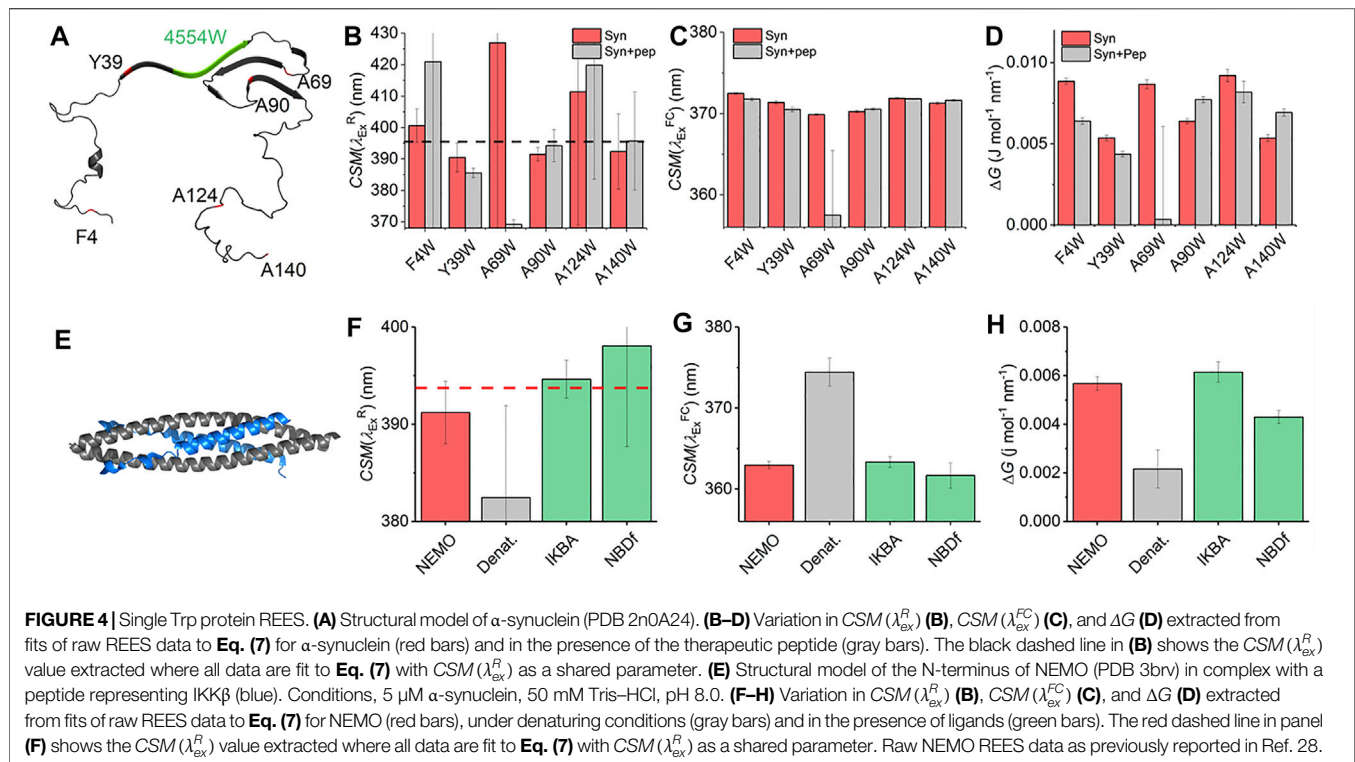 A
4554W
Y39
A69
A90
A124
F4
A140
B
CSM(λ_Ex^R) (nm)
430
420
410
400
390
380
370
Syn
Syn+pep
F4W
Y39W
A69W
A90W
A124W
A140W
C
CSM(λ_Ex^FC) (nm)
380
370
360
Syn
Syn+pep
F4W
Y39W
A69W
A90W
A124W
A140W
D
ΔG (J mol⁻¹ nm⁻¹)
0.010
0.005
0.000
Syn
Syn+Pep
F4W
Y39W
A69W
A90W
A124W
A140W
E
F
CSM(λ_Ex^R) (nm)
400
390
380
NEMO
Denat.
IKBA
NBDf
G
CSM(λ_Ex^FC) (nm)
380
370
360
NEMO
Denat.
IKBA
NBDf
H
ΔG (j mol⁻¹ nm⁻¹)
0.008
0.006
0.004
0.002
0.000
NEMO
Denat.
IKBA
NBDf
FIGURE 4 | Single Trp protein REES. (A) Structural model of α-synuclein (PDB 2n0A24). (B–D) Variation in CSM(λ_ex^R) (B), CSM(λ_ex^FC) (C), and ΔG (D) extracted from
fits of raw REES data to Eq. (7) for α-synuclein (red bars) and in the presence of the therapeutic peptide (gray bars). The black dashed line in (B) shows the CSM(λ_ex^R)
value extracted where all data are fit to Eq. (7) with CSM(λ_ex^R) as a shared parameter. (E) Structural model of the N-terminus of NEMO (PDB 3brv) in complex with a
peptide representing IKKβ (blue). Conditions, 5 µM α-synuclein, 50 mM Tris–HCl, pH 8.0. (F–H) Variation in CSM(λ_ex^R) (B), CSM(λ_ex^FC) (C), and ΔG (D) extracted
from fits of raw REES data to Eq. (7) for NEMO (red bars), under denaturing conditions (gray bars) and in the presence of ligands (green bars). The red dashed line in panel
(F) shows the CSM(λ_ex^R) value extracted where all data are fit to Eq. (7) with CSM(λ_ex^R) as a shared parameter. Raw NEMO REES data as previously reported in Ref. 28.